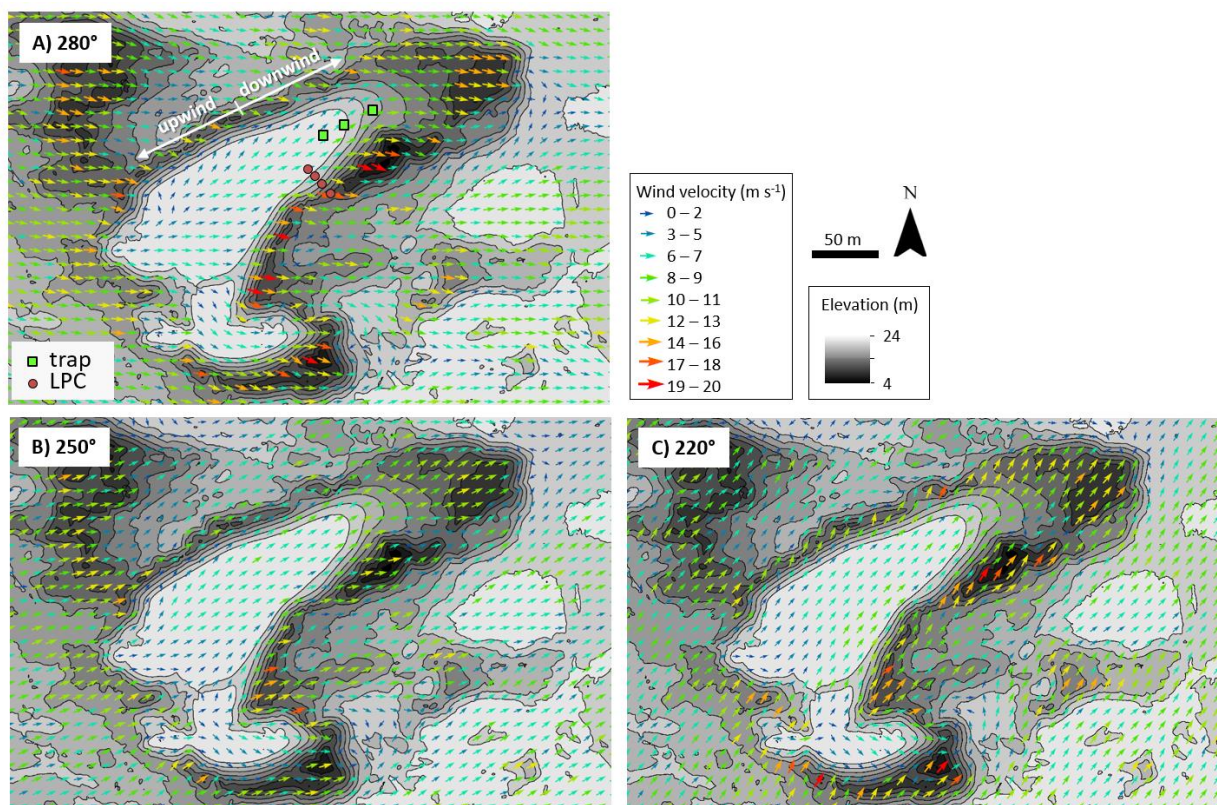 A) 280°
upwind
downwind
trap
LPC
Wind velocity (m s-1)
0 – 2
3 – 5
6 – 7
8 – 9
10 – 11
12 – 13
14 – 16
17 – 18
19 – 20
N
50 m
Elevation (m)
24
4
B) 250°
C) 220°